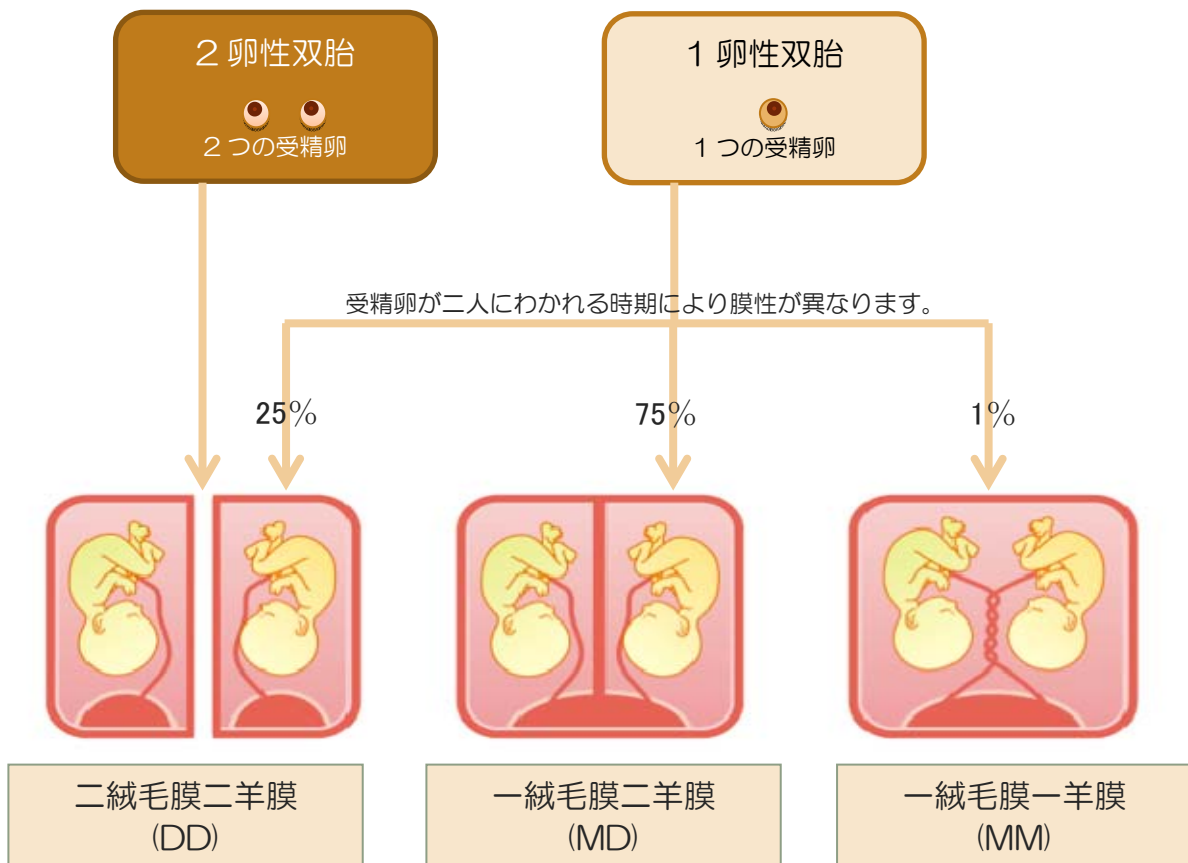 2卵性双胎
2つの受精卵
1卵性双胎
1つの受精卵
受精卵が二人にわかれる時期により膜性が異なります。
25%
75%
1%
二絨毛膜二羊膜
(DD)
一絨毛膜二羊膜
(MD)
一絨毛膜一羊膜
(MM)